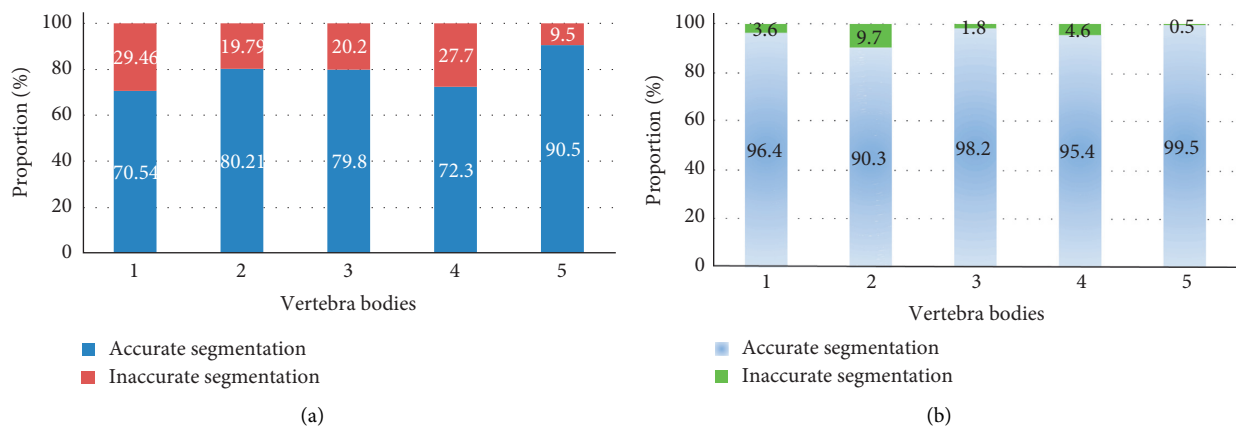 100
80
60
40
20
0
Proportion (%)
29.46
19.79
20.2
27.7
9.5
70.54
80.21
79.8
72.3
90.5
1 2 3 4 5
Vertebra bodies
Accurate segmentation
Inaccurate segmentation
(a)
100
80
60
40
20
0
Proportion (%)
3.6
9.7
1.8
4.6
0.5
96.4
90.3
98.2
95.4
99.5
1 2 3 4 5
Vertebra bodies
Accurate segmentation
Inaccurate segmentation
(b)